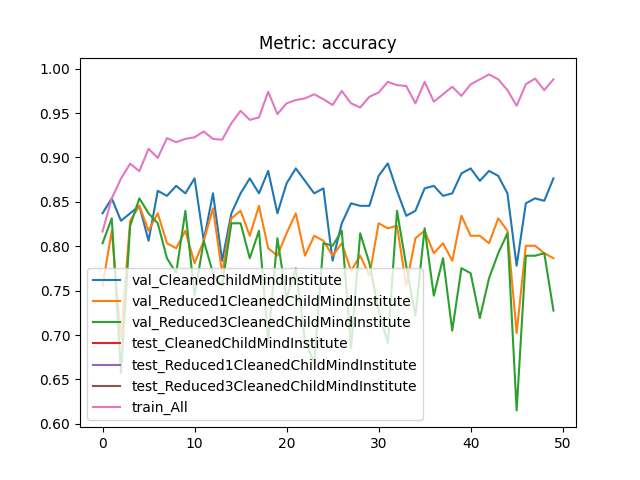 Metric: accuracy
1.00
0.95
0.90
0.85
0.80
0.75
0.70
0.65
0.60
val_CleanedChildMindInstitute
val_Reduced1CleanedChildMindInstitute
val_Reduced3CleanedChildMindInstitute
test_CleanedChildMindInstitute
test_Reduced1CleanedChildMindInstitute
test_Reduced3CleanedChildMindInstitute
train_All
0 10 20 30 40 50